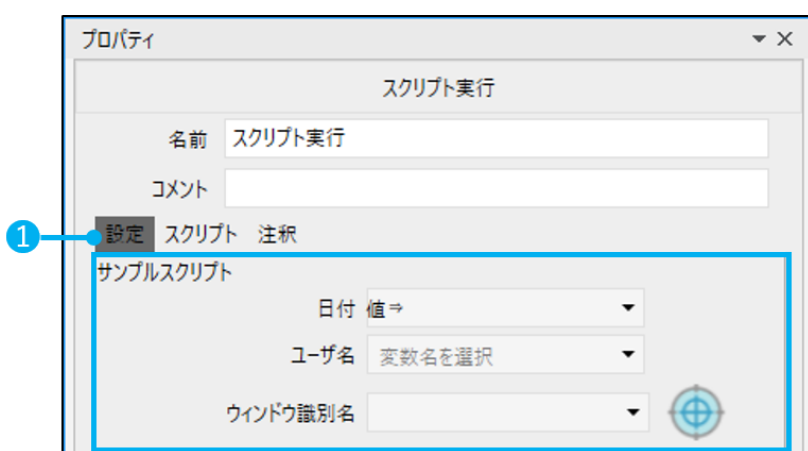 プロパティ
スクリプト実行
名前 スクリプト実行
コメント
1
設定 スクリプト 注釈
サンプルスクリプト
日付 値⇒
ユーザ名 変数名を選択
ウィンドウ識別名